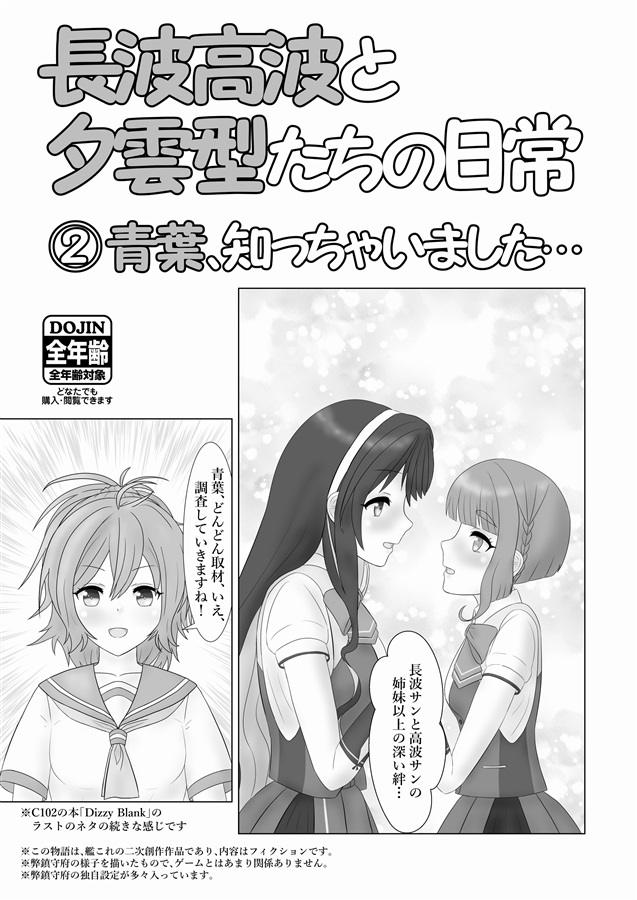 長波高波と
夕雲型たちの日常
②青葉、知っちゃいました…
DOJIN
全年齢
全年齢対象
どなたでも
購入・閲覧できます
長波サンと高波サンの
姉妹以上の深い絆…
青葉、どんどん取材、いえ、
調査していきますね！
※C102の本「Dizzy Blank」の
ラストのネタの続きな感じです
※この物語は、艦これの二次創作作品であり、内容はフィクションです。
※弊鎮守府の様子を描いたもので、ゲームとはあまり関係ありません。
※弊鎮守府の独自設定が多々入っています。